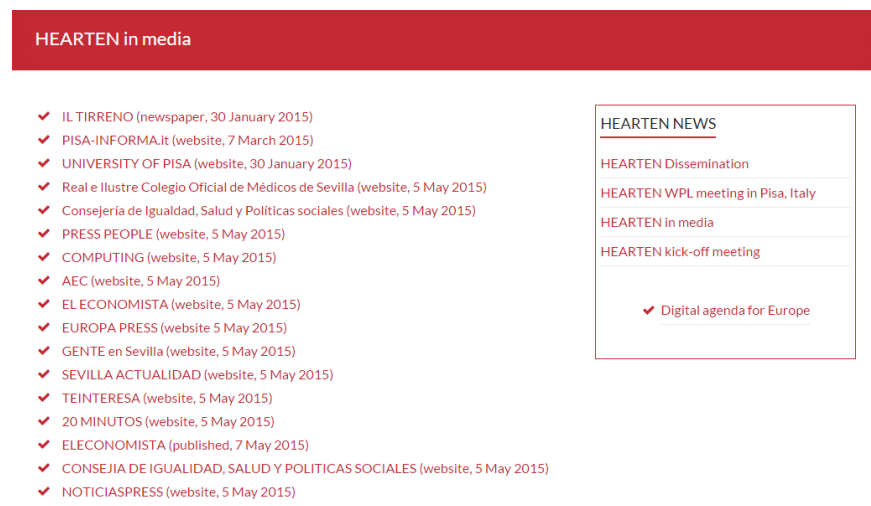 HEARTEN in media
IL TIRRENO (newspaper, 30 January 2015)
PISA-INFORMA.it (website, 7 March 2015)
UNIVERSITY OF PISA (website, 30 January 2015)
Real e Ilustre Colegio Oficial de Médicos de Sevilla (website, 5 May 2015)
Consejería de Igualdad, Salud y Políticas sociales (website, 5 May 2015)
PRESS PEOPLE (website, 5 May 2015)
COMPUTING (website, 5 May 2015)
AEC (website, 5 May 2015)
EL ECONOMISTA (website, 5 May 2015)
EUROPA PRESS (website 5 May 2015)
GENTE en Sevilla (website, 5 May 2015)
SEVILLA ACTUALIDAD (website, 5 May 2015)
TEINTERESA (website, 5 May 2015)
20 MINUTOS (website, 5 May 2015)
ELECONOMISTA (published, 7 May 2015)
CONSEJIA DE IGUALIDAD, SALUD Y POLITICAS SOCIALES (website, 5 May 2015)
NOTICIASPRESS (website, 5 May 2015)
HEARTEN NEWS
HEARTEN Dissemination
HEARTEN WPL meeting in Pisa, Italy
HEARTEN in media
HEARTEN kick-off meeting
Digital agenda for Europe